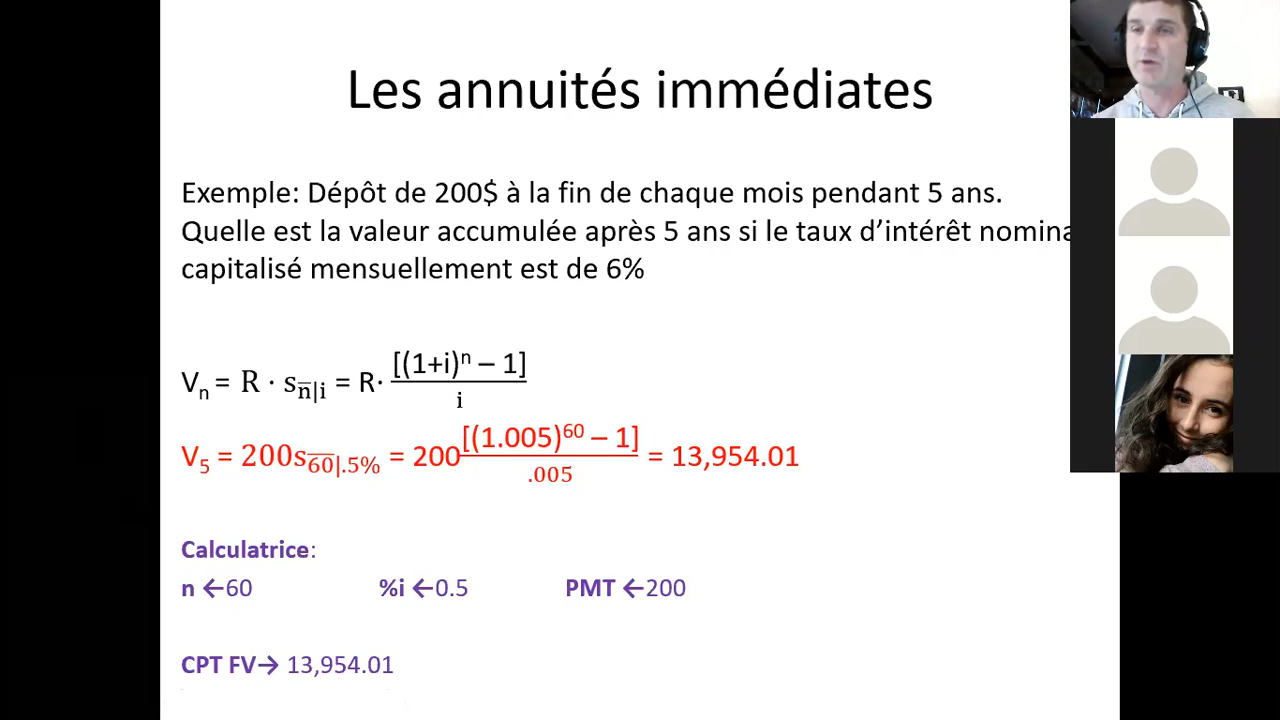 Les annuités immédiates
Exemple: Dépôt de 200$ à la fin de chaque mois pendant 5 ans.
Quelle est la valeur accumulée après 5 ans si le taux d’intérêt nomina
capitalisé mensuellement est de 6%
Vₙ = R · s n̅|i = R· [(1+i)ⁿ – 1] / i
V₅ = 200s 6̅0̅|.5% = 200 [(1.005)⁶⁰ – 1] / .005 = 13,954.01
Calculatrice:
n ←60 %i ←0.5 PMT ←200
CPT FV→ 13,954.01